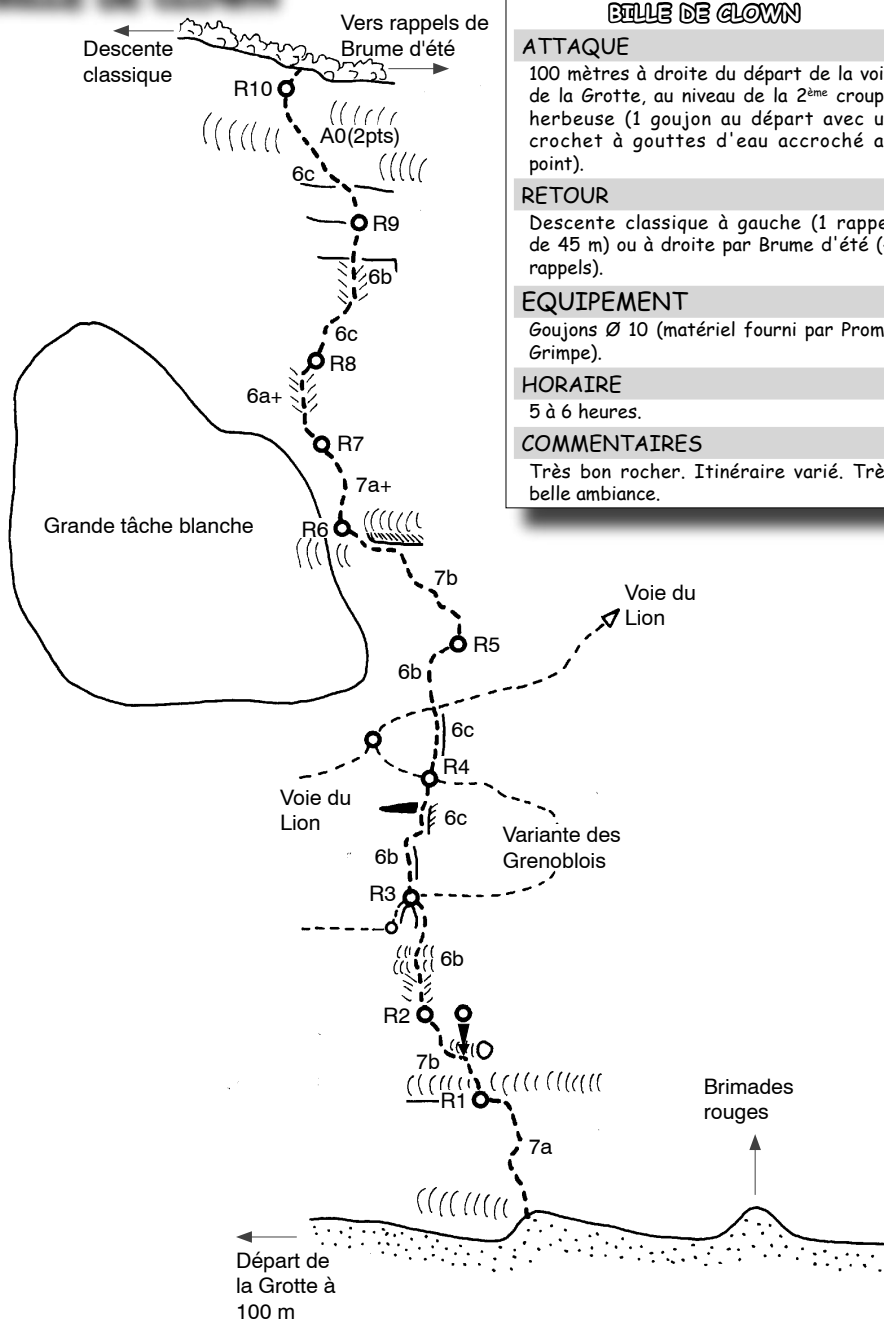 BILLE DE CLOWN
Descente
classique
Vers rappels de
Brume d'été
R10
A0(2pts)
6c
R9
6b
6c
R8
6a+
R7
7a+
Grande tâche blanche
R6
7b
Voie du
Lion
R5
6b
6c
R4
Voie du
Lion
6c
Variante des
Grenoblois
6b
R3
6b
R2
7b
R1
Brimades
rouges
7a
Départ de
la Grotte à
100 m
BILLE DE CLOWN
ATTAQUE
100 mètres à droite du départ de la
de la Grotte, au niveau de la 2ème
herbeuse (1 goujon au départ avec
crochet à gouttes d'eau accroché
point).
RETOUR
Descente classique à gauche (1
de 45 m) ou à droite par Brume d'été
rappels).
EQUIPEMENT
Goujons Ø 10 (matériel fourni par
Grimpe).
HORAIRE
5 à 6 heures.
COMMENTAIRES
Très bon rocher. Itinéraire varié.
belle ambiance.